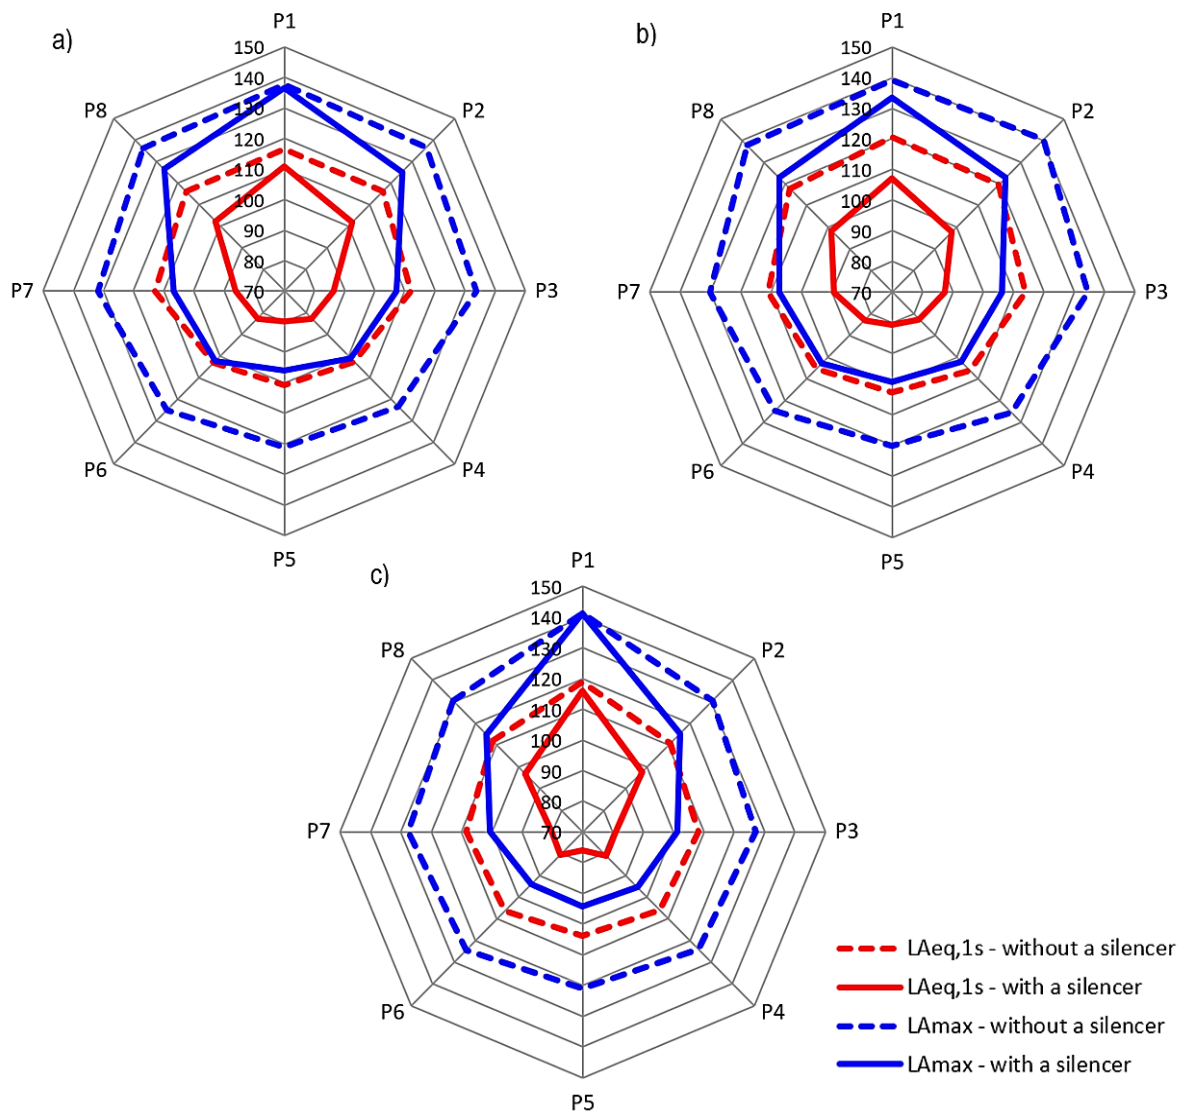 a)
P1
150
140
130
120
110
100
90
80
70
P2
P3
P4
P5
P6
P7
P8
b)
P1
150
140
130
120
110
100
90
80
70
P2
P3
P4
P5
P6
P7
P8
c)
P1
150
140
130
120
110
100
90
80
70
P2
P3
P4
P5
P6
P7
P8
LAeq,1s - without a silencer
LAeq,1s - with a silencer
LAmax - without a silencer
LAmax - with a silencer